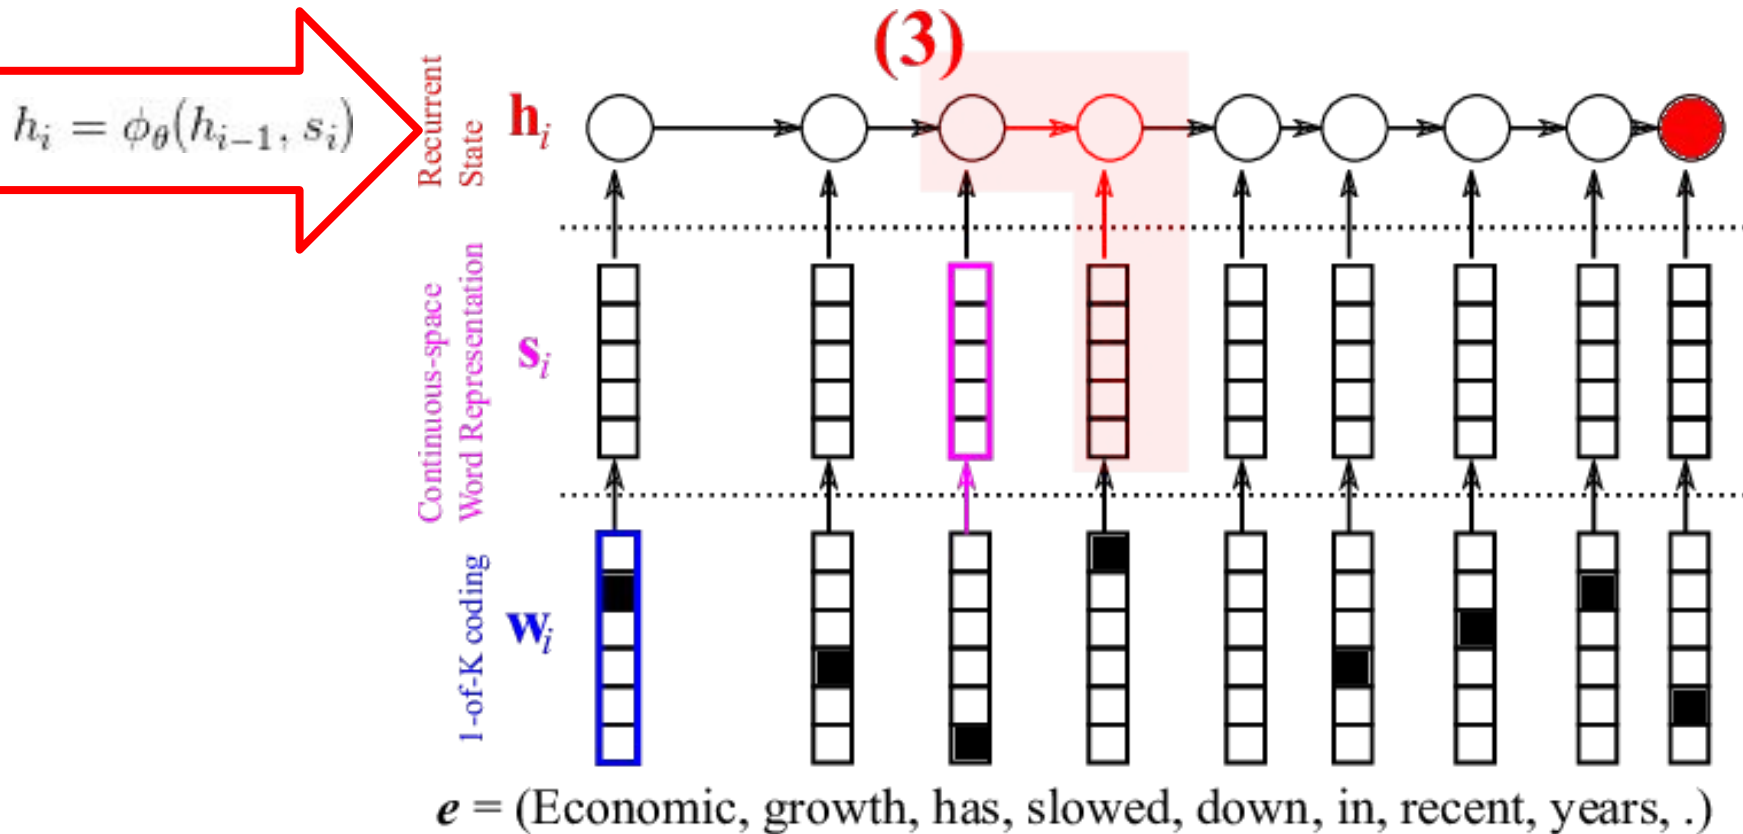 (3)
h_i = ϕ_θ(h_{i−1}, s_i)
Recurrent
State
h_i
Continuous-space
Word Representation
s_i
1-of-K coding
w_i
e = (Economic, growth, has, slowed, down, in, recent, years, .)